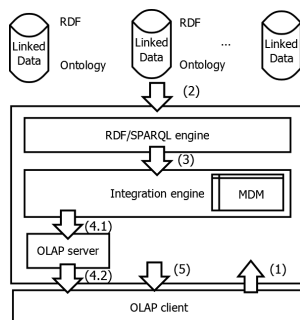 RDF
RDF
Linked
Data
Linked
Data
...
Linked
Data
Ontology
Ontology
(2)
RDF/SPARQL engine
(3)
Integration engine
MDM
(4.1)
OLAP server
(4.2)
(5)
(1)
OLAP client